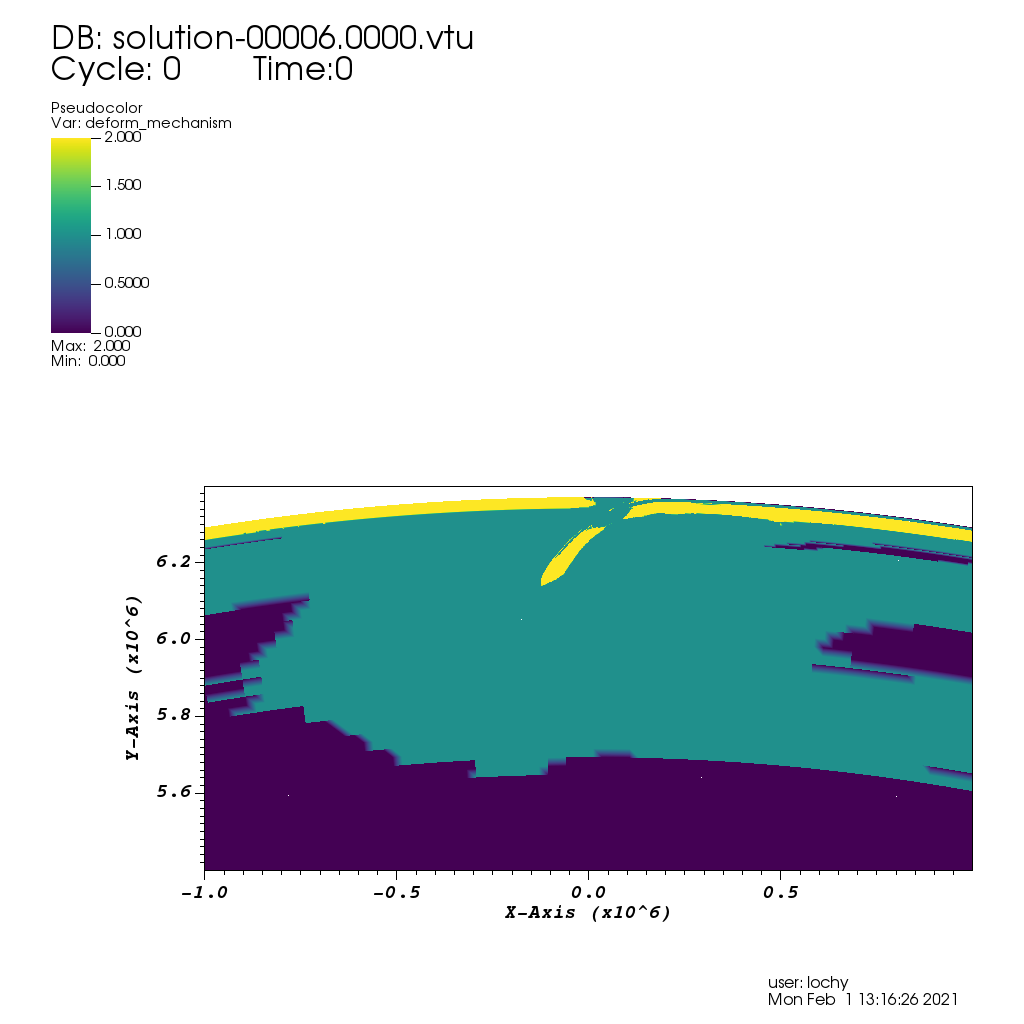 DB: solution-00006.0000.vtu
Cycle: 0 Time:0
Pseudocolor
Var: deform_mechanism
2.000
1.500
1.000
0.5000
0.000
Max: 2.000
Min: 0.000
6.2
6.0
5.8
5.6
Y-Axis (x10^6)
-1.0 -0.5 0.0 0.5
X-Axis (x10^6)
user: lochy
Mon Feb 1 13:16:26 2021